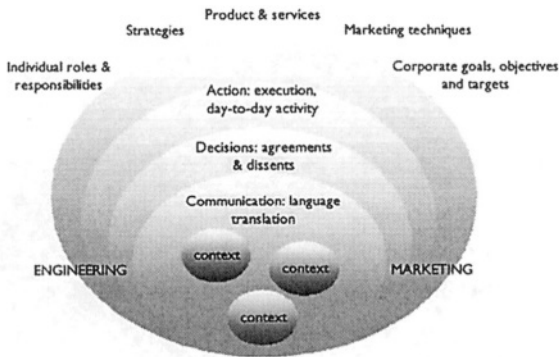 Product & services
Strategies
Marketing techniques
Individual roles &
responsibilities
Corporate goals, objectives
and targets
Action: execution,
day-to-day activity
Decisions: agreements
& dissents
Communication: language
translation
context
context
ENGINEERING
MARKETING
context